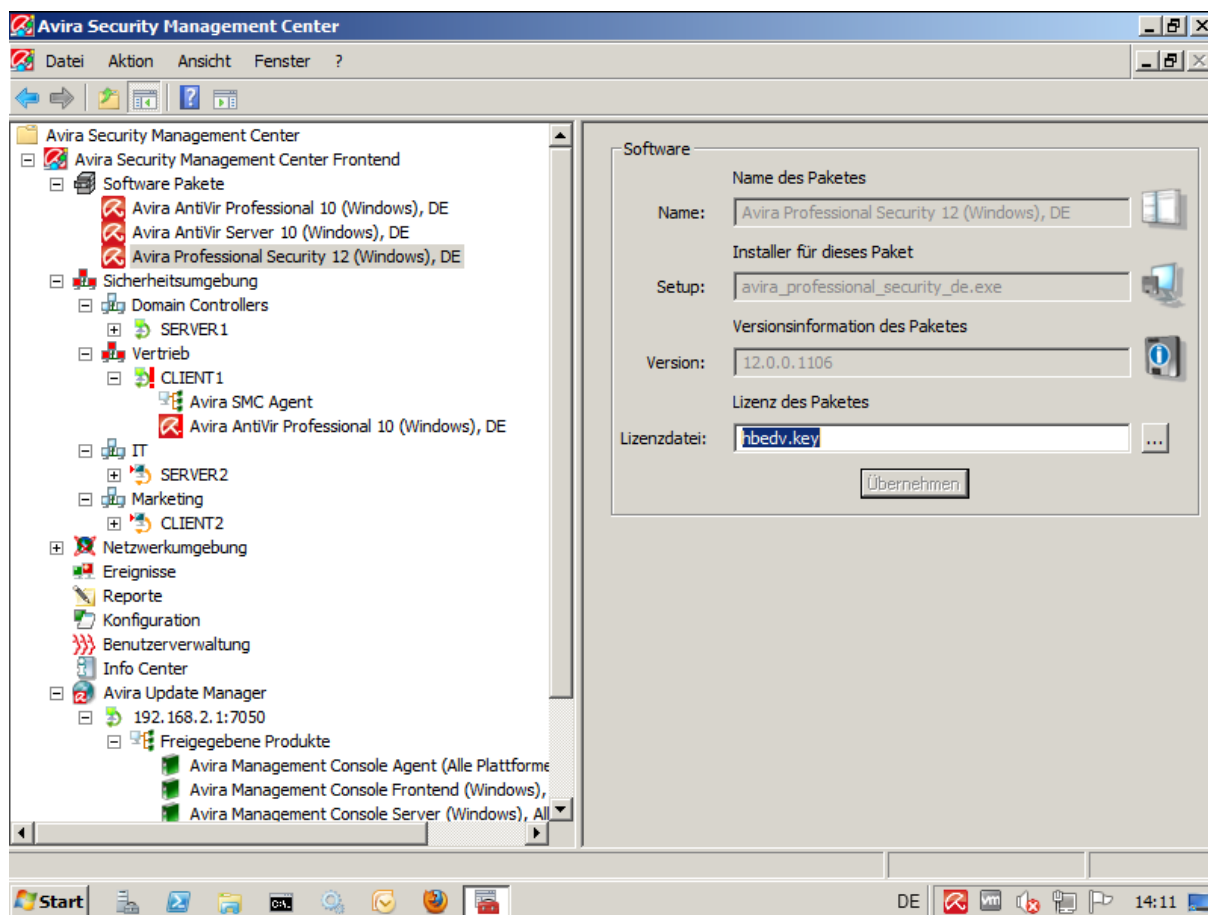 Avira Security Management Center
Datei Aktion Ansicht Fenster ?
Avira Security Management Center
Avira Security Management Center Frontend
Software Pakete
Avira AntiVir Professional 10 (Windows), DE
Avira AntiVir Server 10 (Windows), DE
Avira Professional Security 12 (Windows), DE
Sicherheitsumgebung
Domain Controllers
SERVER1
Vertrieb
CLIENT1
Avira SMC Agent
Avira AntiVir Professional 10 (Windows), DE
IT
SERVER2
Marketing
CLIENT2
Netzwerkumgebung
Ereignisse
Reporte
Konfiguration
Benutzerverwaltung
Info Center
Avira Update Manager
192.168.2.1:7050
Freigegebene Produkte
Avira Management Console Agent (Alle Plattforme
Avira Management Console Frontend (Windows),
Avira Management Console Server (Windows), All
Software
Name des Paketes
Name: Avira Professional Security 12 (Windows), DE
Installer für dieses Paket
Setup: avira_professional_security_de.exe
Versionsinformation des Paketes
Version: 12.0.0.1106
Lizenz des Paketes
Lizenzdatei: hbedv.key ...
Übernehmen
Start DE 14:11